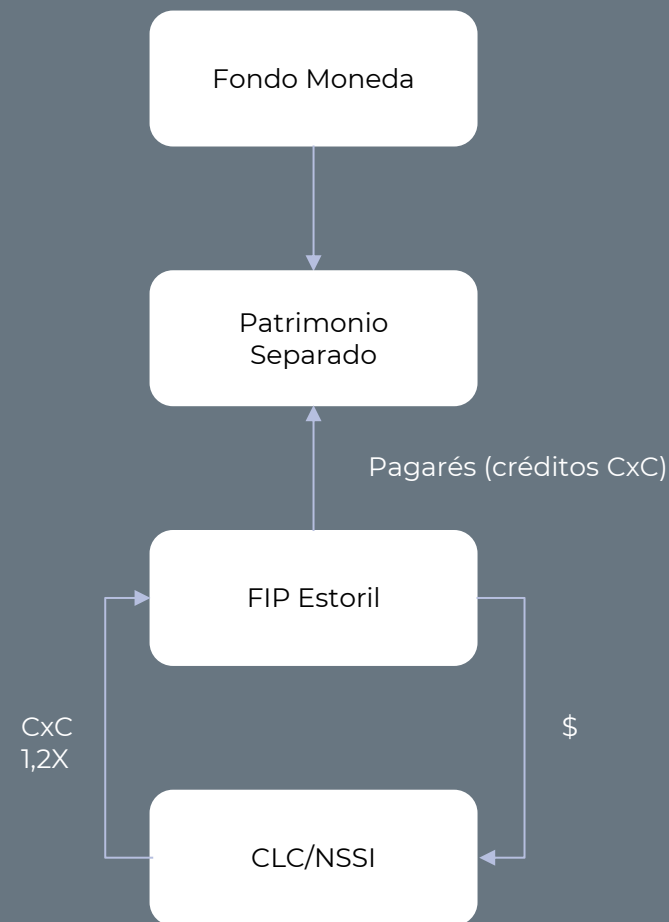 Fondo Moneda
Patrimonio
Separado
Pagarés (créditos CxC)
FIP Estoril
CxC
1,2X
$
CLC/NSSI